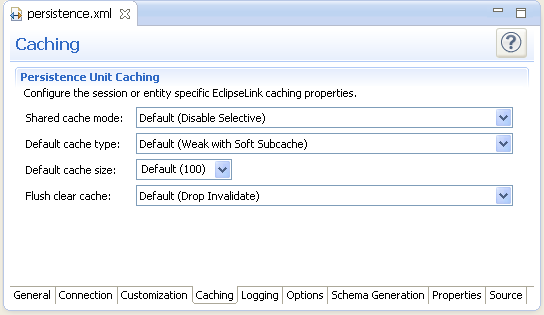 persistence.xml
Caching
?
Persistence Unit Caching
Configure the session or entity specific EclipseLink caching properties.
Shared cache mode: Default (Disable Selective)
Default cache type: Default (Weak with Soft Subcache)
Default cache size: Default (100)
Flush clear cache: Default (Drop Invalidate)
General Connection Customization Caching Logging Options Schema Generation Properties Source